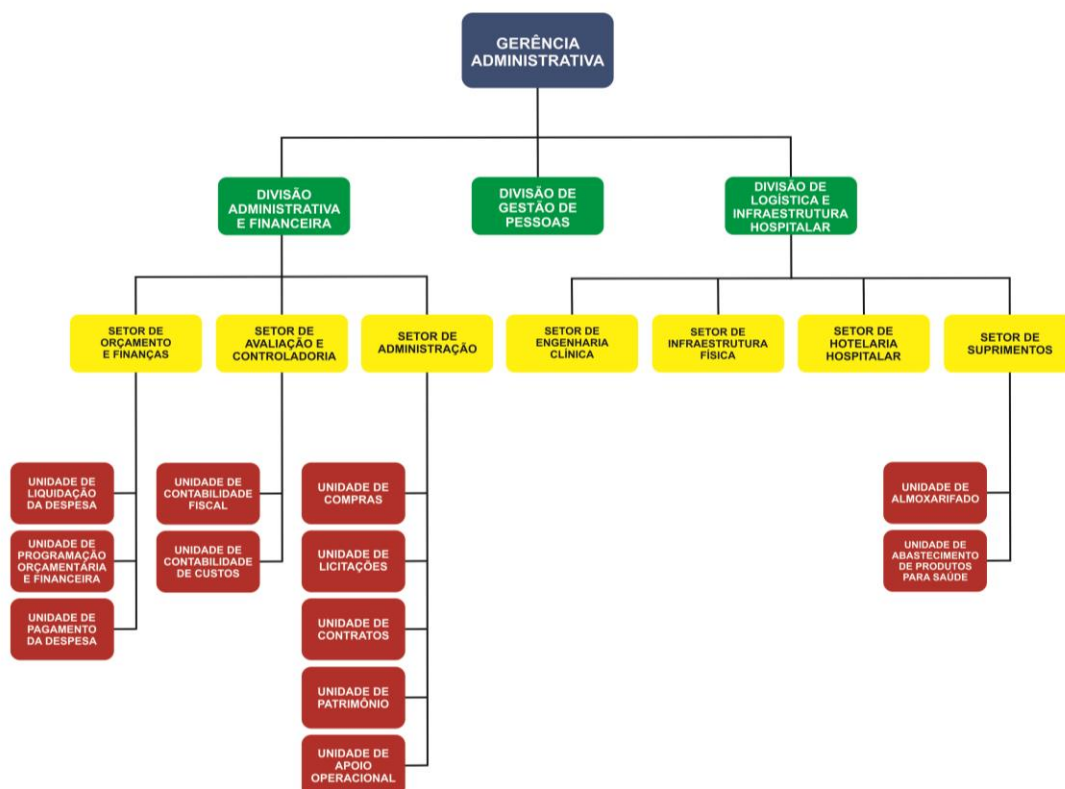 GERÊNCIA
ADMINISTRATIVA
DIVISÃO
ADMINISTRATIVA
E FINANCEIRA
DIVISÃO DE
GESTÃO DE
PESSOAS
DIVISÃO DE
LOGÍSTICA E
INFRAESTRUTURA
HOSPITALAR
SETOR DE
ORÇAMENTO
E FINANÇAS
SETOR DE
AVALIAÇÃO E
CONTROLADORIA
SETOR DE
ADMINISTRAÇÃO
SETOR DE
ENGENHARIA
CLÍNICA
SETOR DE
INFRAESTRUTURA
FÍSICA
SETOR DE
HOTELARIA
HOSPITALAR
SETOR DE
SUPRIMENTOS
UNIDADE DE
LIQUIDAÇÃO
DA DESPESA
UNIDADE DE
PROGRAMAÇÃO
ORÇAMENTÁRIA
E FINANCEIRA
UNIDADE DE
PAGAMENTO
DA DESPESA
UNIDADE DE
CONTABILIDADE
FISCAL
UNIDADE DE
CONTABILIDADE
DE CUSTOS
UNIDADE DE
COMPRAS
UNIDADE DE
LICITAÇÕES
UNIDADE DE
CONTRATOS
UNIDADE DE
PATRIMÔNIO
UNIDADE DE
APOIO
OPERACIONAL
UNIDADE DE
ALMOXARIFADO
UNIDADE DE
ABASTECIMENTO
DE PRODUTOS
PARA SAÚDE